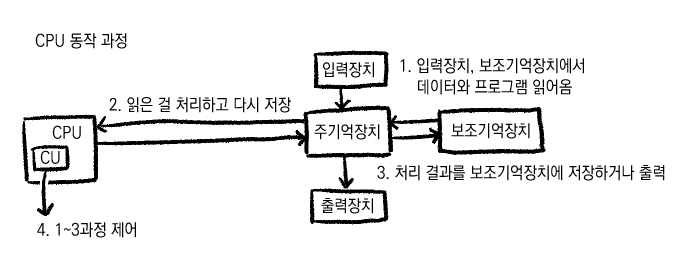 CPU 동작 과정
입력장치
1. 입력장치, 보조기억장치에서
데이터와 프로그램 읽어옴
2. 읽은 걸 처리하고 다시 저장
CPU
CU
주기억장치
보조기억장치
3. 처리 결과를 보조기억장치에 저장하거나 출력
출력장치
4. 1~3과정 제어